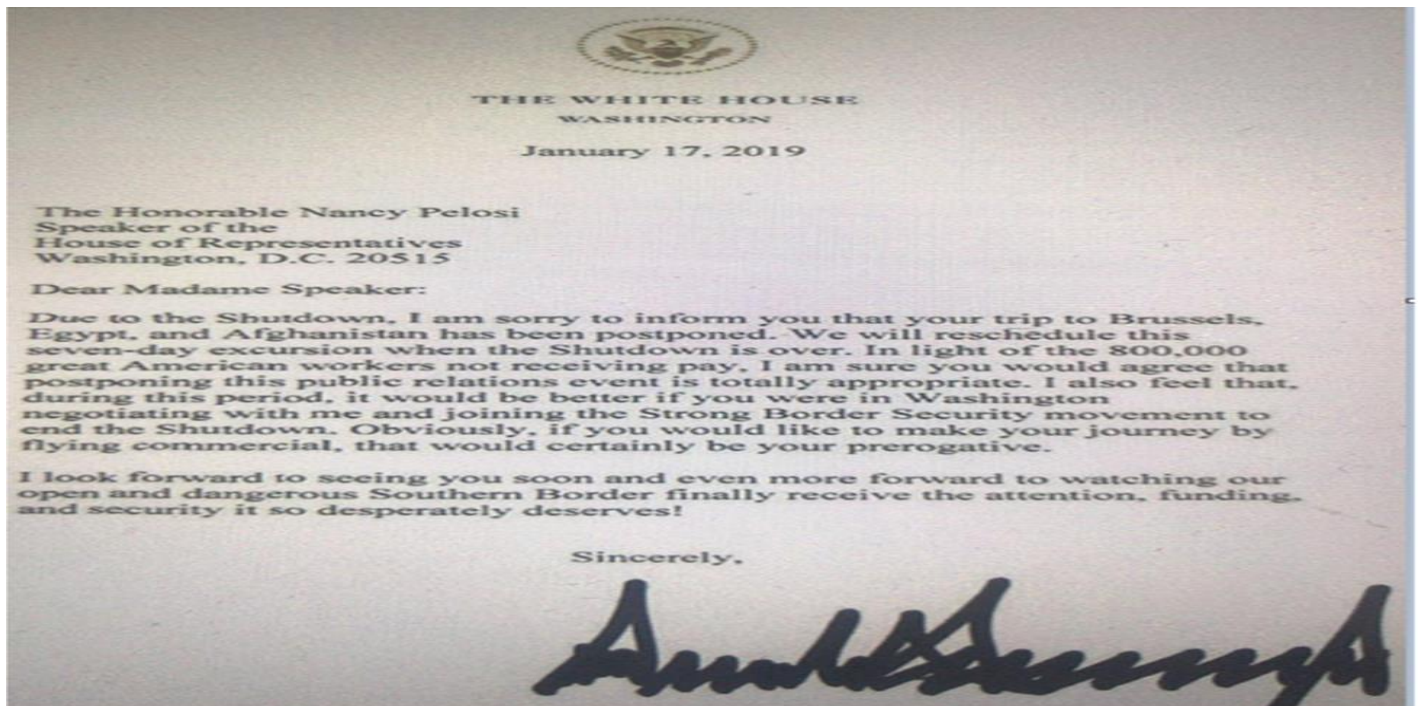 THE WHITE HOUSE
WASHINGTON
January 17, 2019
The Honorable Nancy Pelosi
Speaker of the
House of Representatives
Washington, D.C. 20515
Dear Madame Speaker:
Due to the Shutdown, I am sorry to inform you that your trip to Brussels,
Egypt, and Afghanistan has been postponed. We will reschedule this
seven-day excursion when the Shutdown is over. In light of the 800,000
great American workers not receiving pay, I am sure you would agree that
postponing this public relations event is totally appropriate. I also feel that,
during this period, it would be better if you were in Washington
negotiating with me and joining the Strong Border Security movement to
end the Shutdown. Obviously, if you would like to make your journey by
flying commercial, that would certainly be your prerogative.
I look forward to seeing you soon and even more forward to watching our
open and dangerous Southern Border finally receive the attention, funding,
and security it so desperately deserves!
Sincerely,